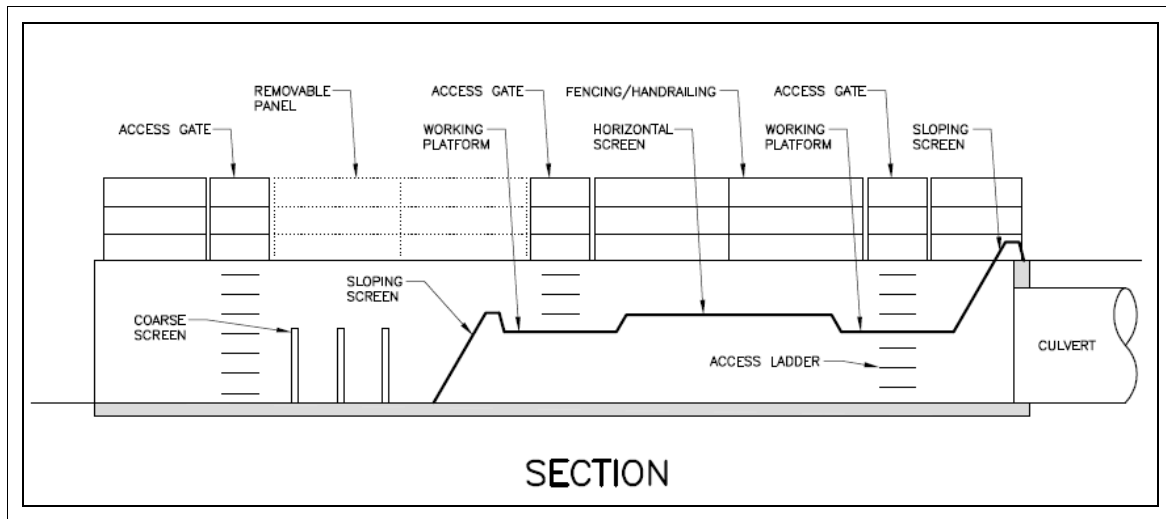 REMOVABLE
PANEL
ACCESS GATE
FENCING/HANDRAILING
ACCESS GATE
ACCESS GATE
WORKING
PLATFORM
HORIZONTAL
SCREEN
WORKING
PLATFORM
SLOPING
SCREEN
SLOPING
SCREEN
COARSE
SCREEN
ACCESS LADDER
CULVERT
SECTION